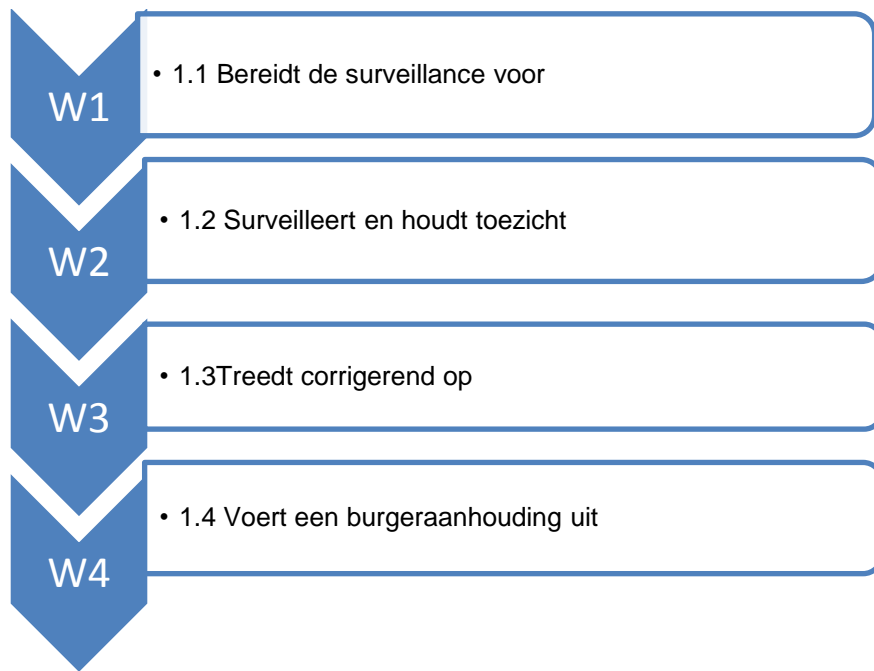 W1
• 1.1 Bereidt de surveillance voor
W2
• 1.2 Surveilleert en houdt toezicht
W3
• 1.3Treedt corrigerend op
W4
• 1.4 Voert een burgeraanhouding uit